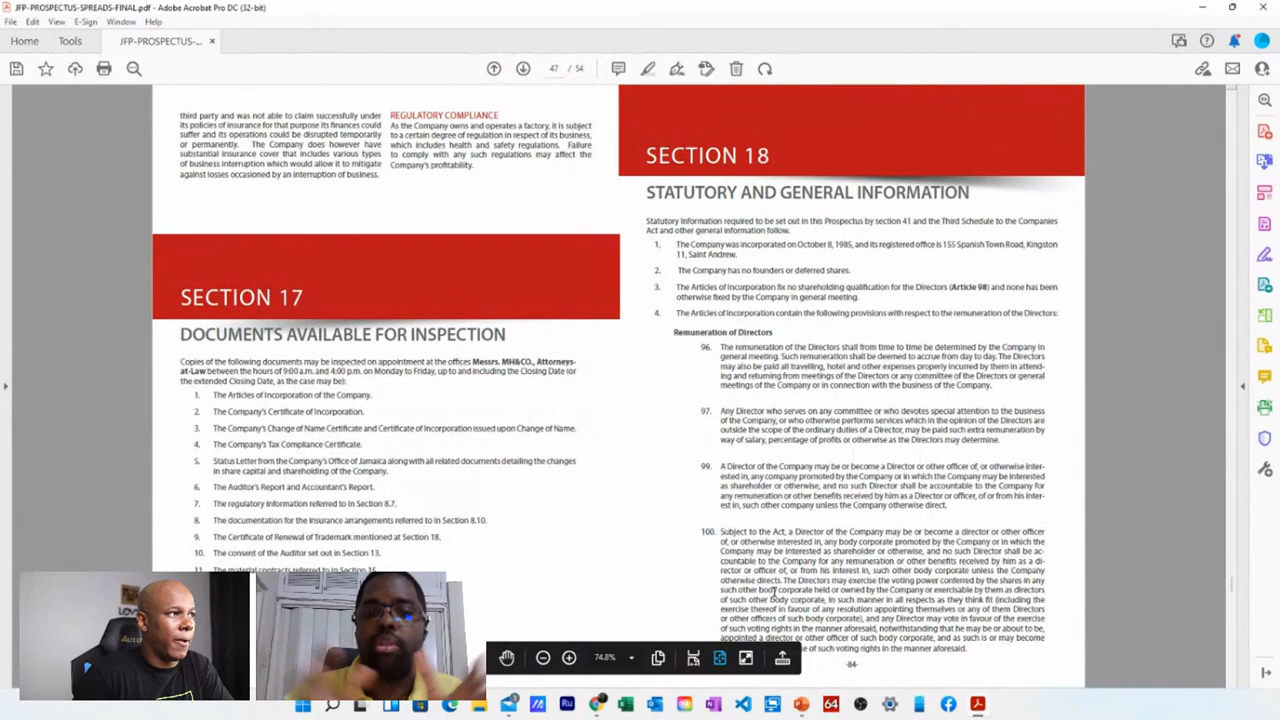 JFP-PROSPECTUS-SPREADS-FINAL.pdf - Adobe Acrobat Pro DC (32-bit)
File Edit View E-Sign Window Help
Home Tools JFP-PROSPECTUS-... ×
47 / 54
third party and was not able to claim successfully under
its policies of insurance for that purpose its finances could
suffer and its operations could be disrupted temporarily
or permanently. The Company does however have
substantial insurance cover that includes various types
of business interruption which would allow it to mitigate
against losses occasioned by an interruption of business.
REGULATORY COMPLIANCE
As the Company owns and operates a factory, it is subject
to a certain degree of regulation in respect of its business,
which includes health and safety regulations. Failure
to comply with any such regulations may affect the
Company's profitability.
SECTION 17
DOCUMENTS AVAILABLE FOR INSPECTION
Copies of the following documents may be inspected on appointment at the offices Messrs. MH&CO., Attorneys-
at-Law between the hours of 9:00 a.m. and 4:00 p.m. on Monday to Friday, up to and including the Closing Date (or
the extended Closing Date, as the case may be):
1. The Articles of Incorporation of the Company.
2. The Company's Certificate of Incorporation.
3. The Company's Change of Name Certificate and Certificate of Incorporation issued upon Change of Name.
4. The Company's Tax Compliance Certificate.
5. Status Letter from the Company's Office of Jamaica along with all related documents detailing the changes
in share capital and shareholding of the Company.
6. The Auditor's Report and Accountant's Report.
7. The regulatory information referred to in Section 8.7.
8. The documentation for the insurance arrangements referred to in Section 8.10.
9. The Certificate of Renewal of Trademark mentioned at Section 18.
10. The consent of the Auditor set out in Section 13.
11. The material contracts referred to in Section 15.
SECTION 18
STATUTORY AND GENERAL INFORMATION
Statutory Information required to be set out in this Prospectus by section 41 and the Third Schedule to the Companies
Act and other general information follow.
1. The Company was incorporated on October 8, 1985, and its registered office is 155 Spanish Town Road, Kingston
11, Saint Andrew.
2. The Company has no founders or deferred shares.
3. The Articles of Incorporation fix no shareholding qualification for the Directors (Article 98) and none has been
otherwise fixed by the Company in general meeting.
4. The Articles of Incorporation contain the following provisions with respect to the remuneration of the Directors:
Remuneration of Directors
96. The remuneration of the Directors shall from time to time be determined by the Company in
general meeting. Such remuneration shall be deemed to accrue from day to day. The Directors
may also be paid all travelling, hotel and other expenses properly incurred by them in attend-
ing and returning from meetings of the Directors or any committee of the Directors or general
meetings of the Company or in connection with the business of the Company.
97. Any Director who serves on any committee or who devotes special attention to the business
of the Company, or who otherwise performs services which in the opinion of the Directors are
outside the scope of the ordinary duties of a Director, may be paid such extra remuneration by
way of salary, percentage of profits or otherwise as the Directors may determine.
99. A Director of the Company may be or become a Director or other officer of, or otherwise inter-
ested in, any company promoted by the Company or in which the Company may be interested
as shareholder or otherwise, and no such Director shall be accountable to the Company for
any remuneration or other benefits received by him as a Director or officer, of or from his inter-
est in, such other company unless the Company otherwise direct.
100. Subject to the Act, a Director of the Company may be or become a director or other officer
of, or otherwise interested in, any body corporate promoted by the Company or in which the
Company may be interested as shareholder or otherwise, and no such Director shall be ac-
countable to the Company for any remuneration or other benefits received by him as a di-
rector or officer of, or from his interest in, such other body corporate unless the Company
otherwise directs. The Directors may exercise the voting power conferred by the shares in any
such other body corporate held or owned by the Company or exercisable by them as directors
of such other body corporate, in such manner in all respects as they think fit (including the
exercise thereof in favour of any resolution appointing themselves or any of them Directors
or other officers of such body corporate), and any Director may vote in favour of the exercise
of such voting rights in the manner aforesaid, notwithstanding that he may be or about to be,
appointed a director or other officer of such body corporate, and as such is or may become
se of such voting rights in the manner aforesaid.
-84-
74.8%
Ru
64